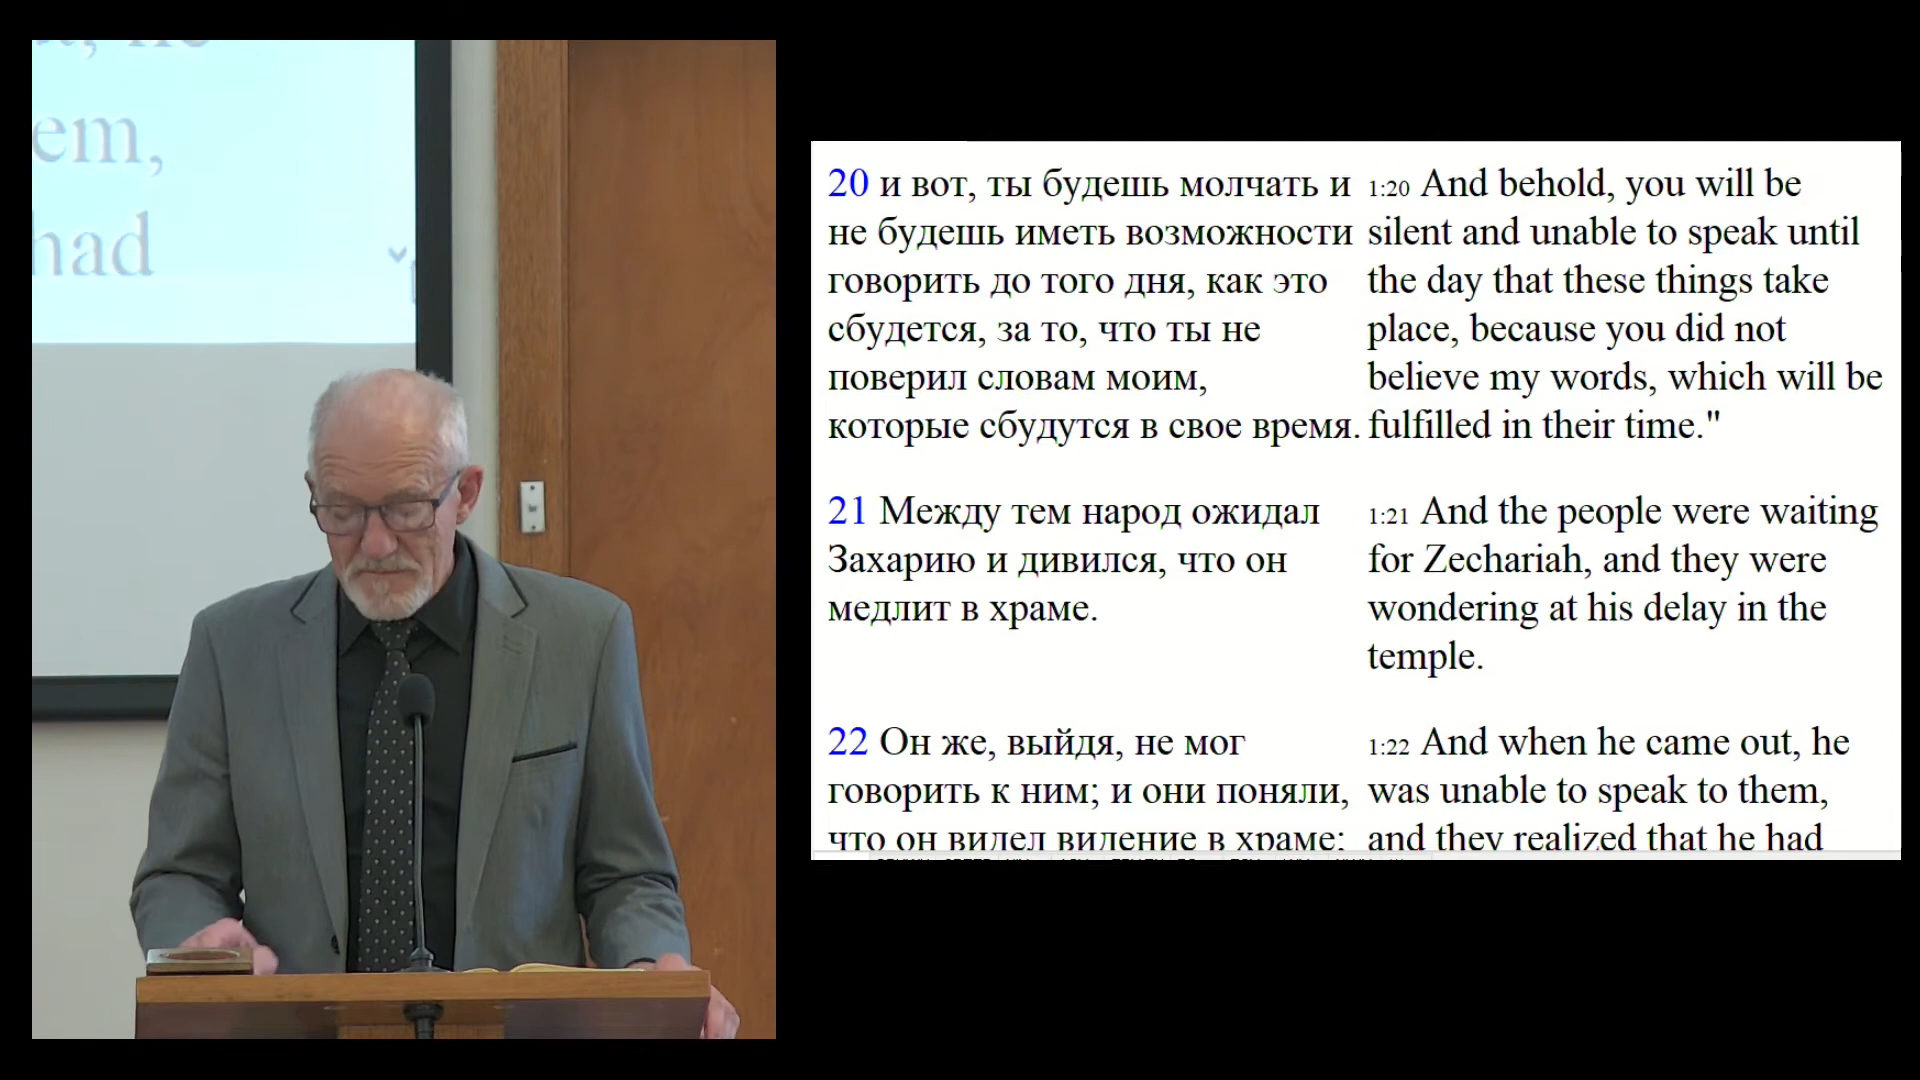 em,
had
20 и вот, ты будешь молчать и
не будешь иметь возможности
говорить до того дня, как это
сбудется, за то, что ты не
поверил словам моим,
которые сбудутся в свое время.
1:20 And behold, you will be
silent and unable to speak until
the day that these things take
place, because you did not
believe my words, which will be
fulfilled in their time."
21 Между тем народ ожидал
Захарию и дивился, что он
медлит в храме.
1:21 And the people were waiting
for Zechariah, and they were
wondering at his delay in the
temple.
22 Он же, выйдя, не мог
говорить к ним; и они поняли,
что он видел видение в храме;
1:22 And when he came out, he
was unable to speak to them,
and they realized that he had